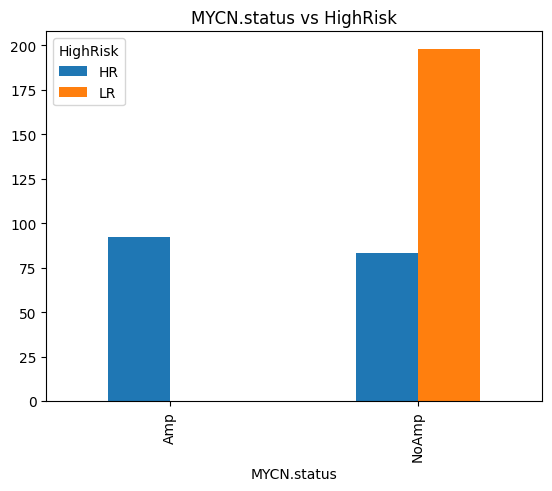 MYCN.status vs HighRisk
HighRisk
HR
LR
200
175
150
125
100
75
50
25
0
Amp
NoAmp
MYCN.status